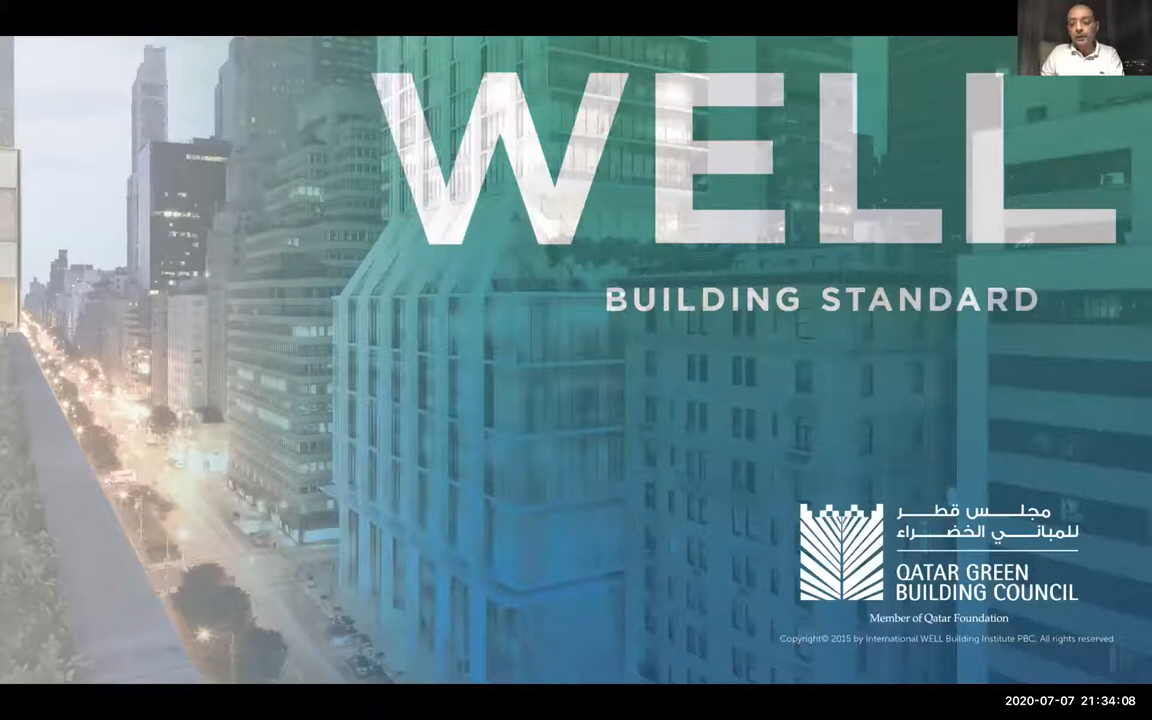 WELL
BUILDING STANDARD
مجلس قطر
للمباني الخضراء
QATAR GREEN
BUILDING COUNCIL
Member of Qatar Foundation
Copyright© 2015 by International WELL Building Institute PBC. All rights reserved
2020-07-07 21:34:08